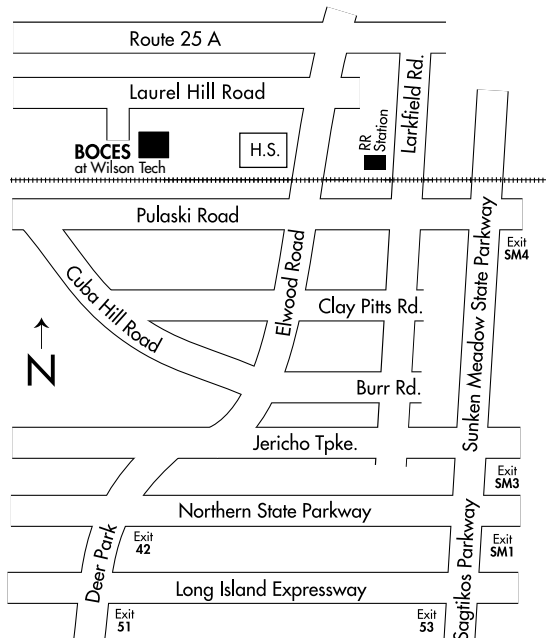 Route 25 A
Laurel Hill Road
Larkfield Rd.
BOCES
at Wilson Tech
H.S.
RR
Station
Pulaski Road
Exit
SM4
Cuba Hill Road
Elwood Road
Clay Pitts Rd.
Sunken Meadow State Parkway
N
Burr Rd.
Jericho Tpke.
Exit
SM3
Northern State Parkway
Exit
42
Exit
SM1
Deer Park
Sagtikos Parkway
Long Island Expressway
Exit
51
Exit
53